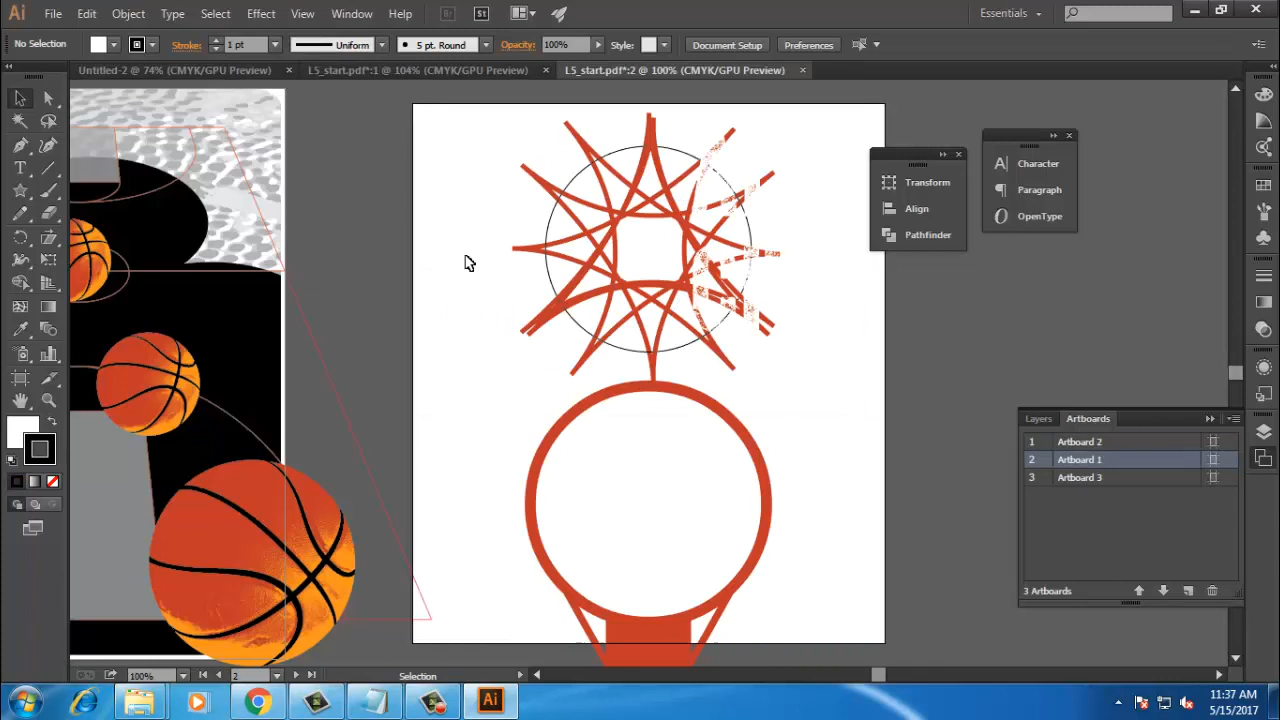 Ai File Edit Object Type Select Effect View Window Help Br St Essentials
No Selection Stroke: 1 pt Uniform 5 pt. Round Opacity: 100% Style: Document Setup Preferences
Untitled-2 @ 74% (CMYK/GPU Preview) × L5_start.pdf*:1 @ 104% (CMYK/GPU Preview) × L5_start.pdf*:2 @ 100% (CMYK/GPU Preview) ×
Character
Transform
Paragraph
Align
OpenType
Pathfinder
Layers Artboards
1 Artboard 2
2 Artboard 1
3 Artboard 3
3 Artboards
100% 2 Selection
Ai
11:37 AM
5/15/2017